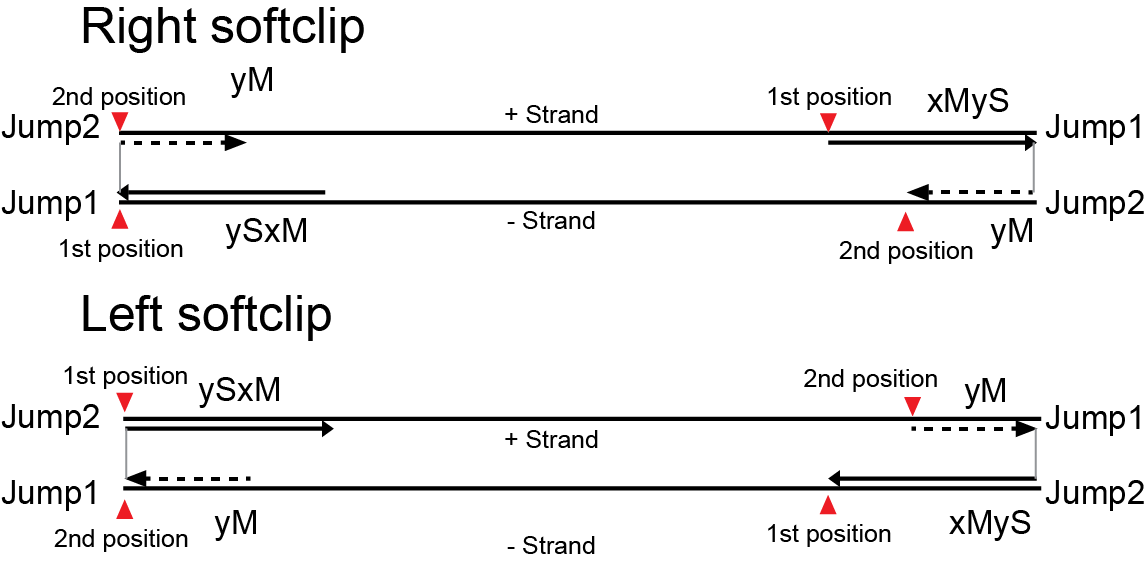 Right softclip
yM
2nd position
1st position
xMyS
Jump2
+ Strand
Jump1
Jump1
Jump2
1st position
ySxM
- Strand
2nd position
yM
Left softclip
1st position
ySxM
2nd position
yM
Jump2
+ Strand
Jump1
Jump1
Jump2
2nd position
yM
- Strand
1st position
xMyS